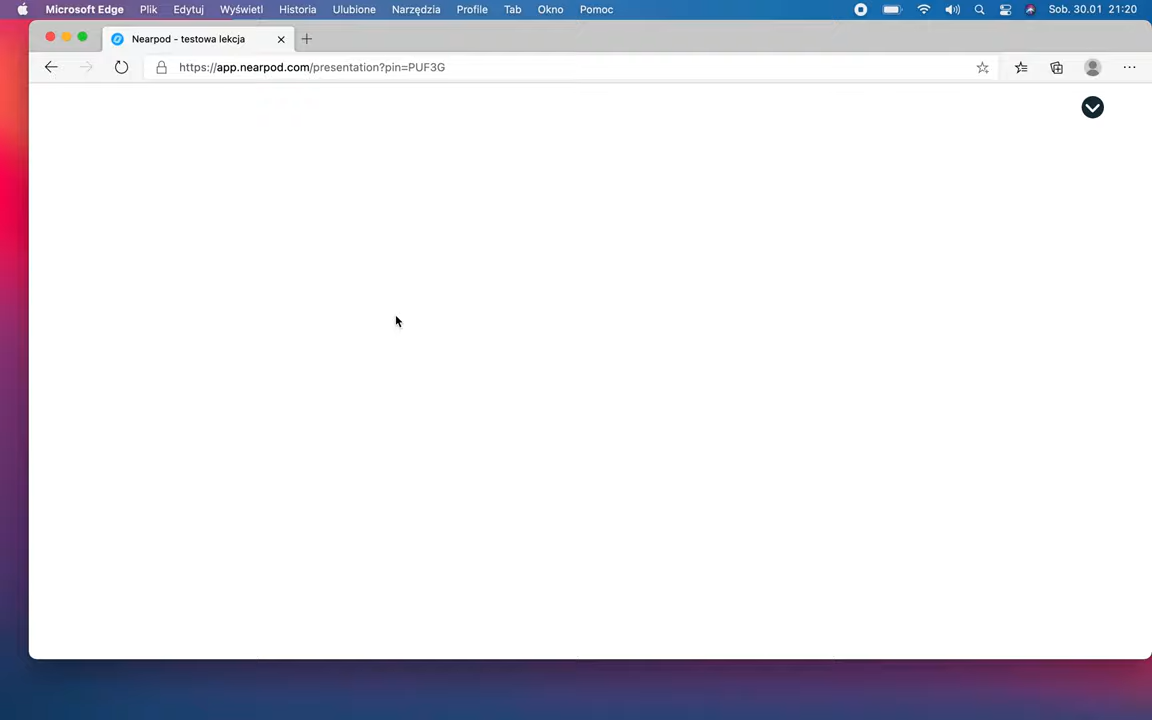 Microsoft Edge Plik Edytuj Wyświetl Historia Ulubione Narzędzia Profile Tab Okno Pomoc Sob. 30.01 21:20
Nearpod - testowa lekcja
https://app.nearpod.com/presentation?pin=PUF3G